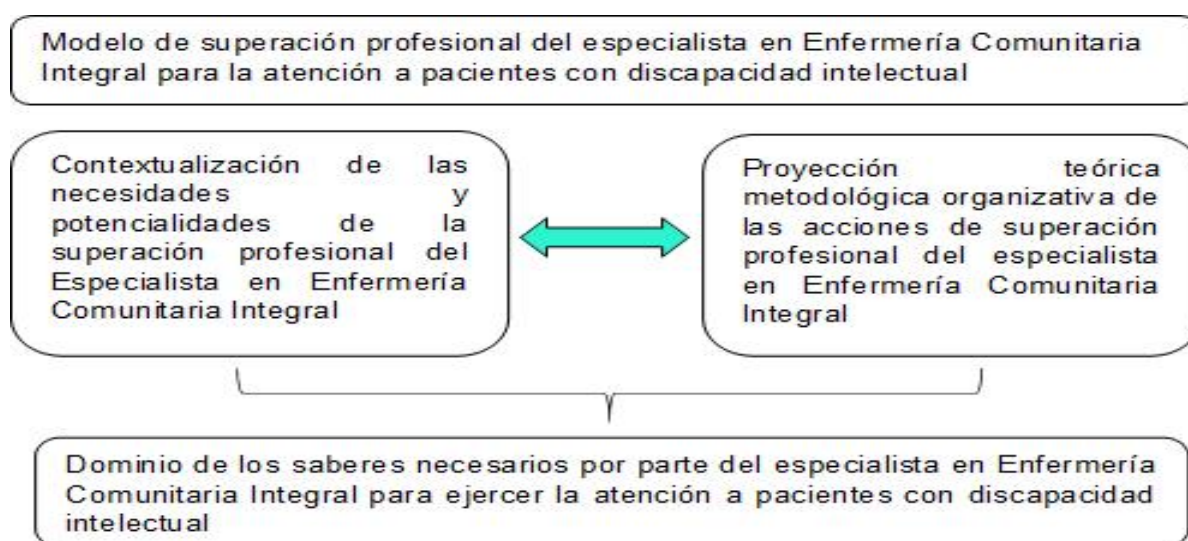 Modelo de superación profesional del especialista en Enfermería Comunitaria
Integral para la atención a pacientes con discapacidad intelectual
Contextualización de las
necesidades y
potencialidades de la
superación profesional del
Especialista en Enfermería
Comunitaria Integral
Proyección teórica
metodológica organizativa de
las acciones de superación
profesional del especialista
en Enfermería Comunitaria
Integral
Dominio de los saberes necesarios por parte del especialista en Enfermería
Comunitaria Integral para ejercer la atención a pacientes con discapacidad
intelectual